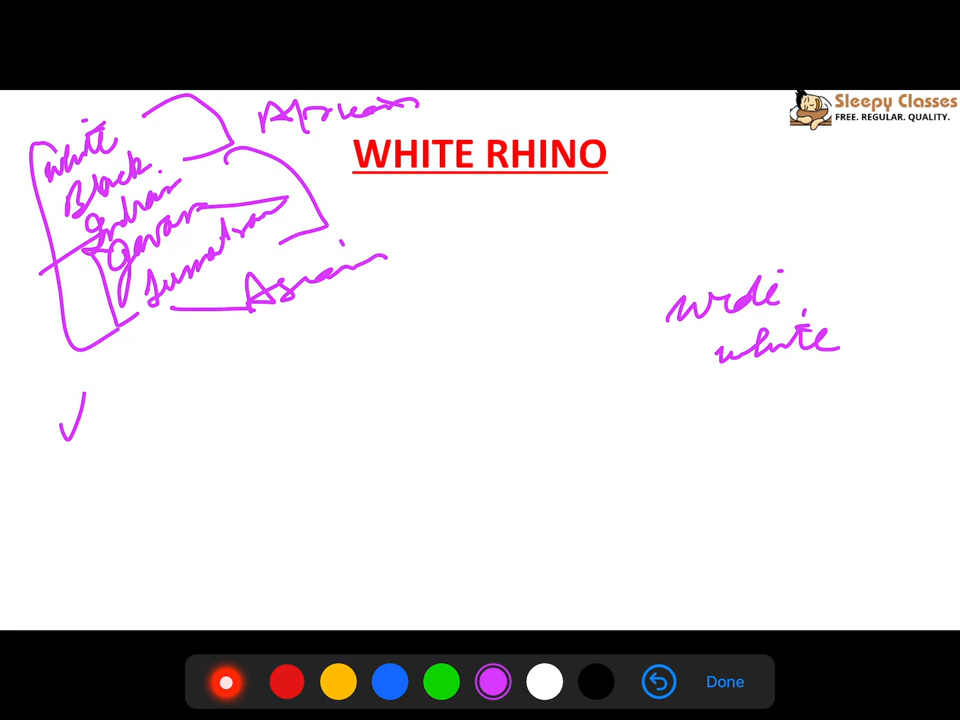 Sleepy Classes
FREE. REGULAR. QUALITY.
African
WHITE RHINO
White
Black
Indian
Javan
Sumatran
Asian
wide
white
Done